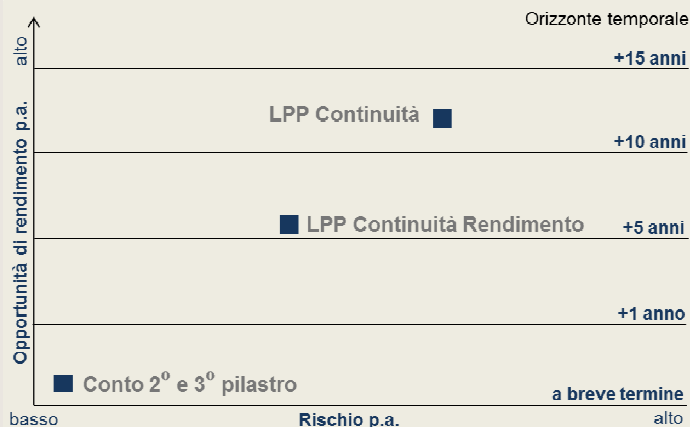 Orizzonte temporale
alto
+15 anni
LPP Continuità
+10 anni
Opportunità di rendimento p.a.
LPP Continuità Rendimento
+5 anni
+1 anno
Conto 2° e 3° pilastro
a breve termine
basso
Rischio p.a.
alto